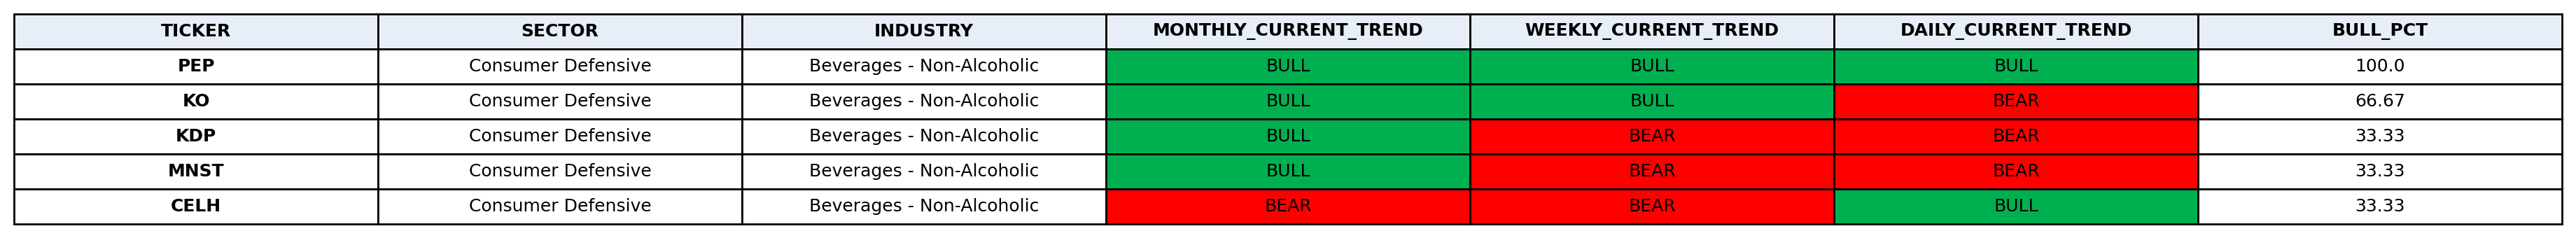 TICKER SECTOR INDUSTRY MONTHLY_CURRENT_TREND WEEKLY_CURRENT_TREND DAILY_CURRENT_TREND BULL_PCT
PEP Consumer Defensive Beverages - Non-Alcoholic BULL BULL BULL 100.0
KO Consumer Defensive Beverages - Non-Alcoholic BULL BULL BEAR 66.67
KDP Consumer Defensive Beverages - Non-Alcoholic BULL BEAR BEAR 33.33
MNST Consumer Defensive Beverages - Non-Alcoholic BULL BEAR BEAR 33.33
CELH Consumer Defensive Beverages - Non-Alcoholic BEAR BEAR BULL 33.33